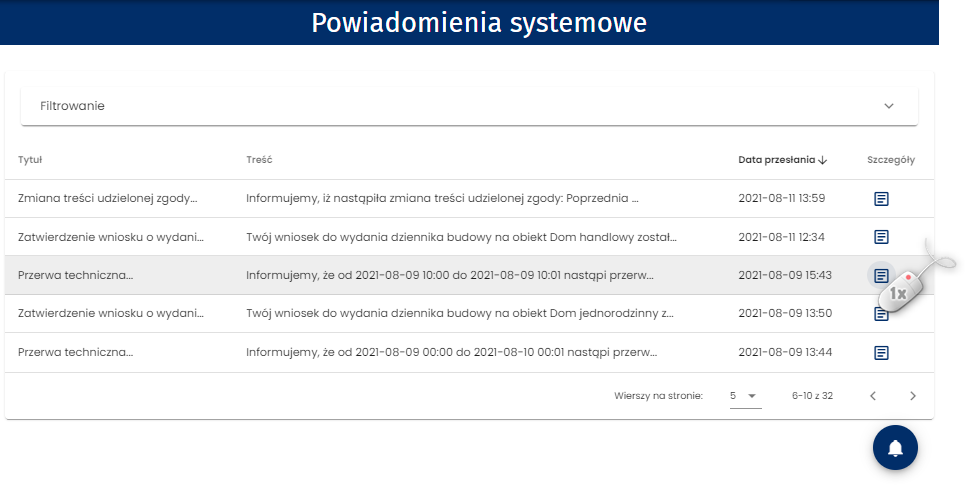 Powiadomienia systemowe
Filtrowanie
Tytuł Treść Data przesłania Szczegóły
Zmiana treści udzielonej zgody... Informujemy, iż nastąpiła zmiana treści udzielonej zgody: Poprzednia ... 2021-08-11 13:59
Zatwierdzenie wniosku o wydani... Twój wniosek do wydania dziennika budowy na obiekt Dom handlowy został... 2021-08-11 12:34
Przerwa techniczna... Informujemy, że od 2021-08-09 10:00 do 2021-08-09 10:01 nastąpi przerw... 2021-08-09 15:43
1x
Zatwierdzenie wniosku o wydani... Twój wniosek do wydania dziennika budowy na obiekt Dom jednorodzinny z... 2021-08-09 13:50
Przerwa techniczna... Informujemy, że od 2021-08-09 00:00 do 2021-08-10 00:01 nastąpi przerw... 2021-08-09 13:44
Wierszy na stronie: 5 6-10 z 32